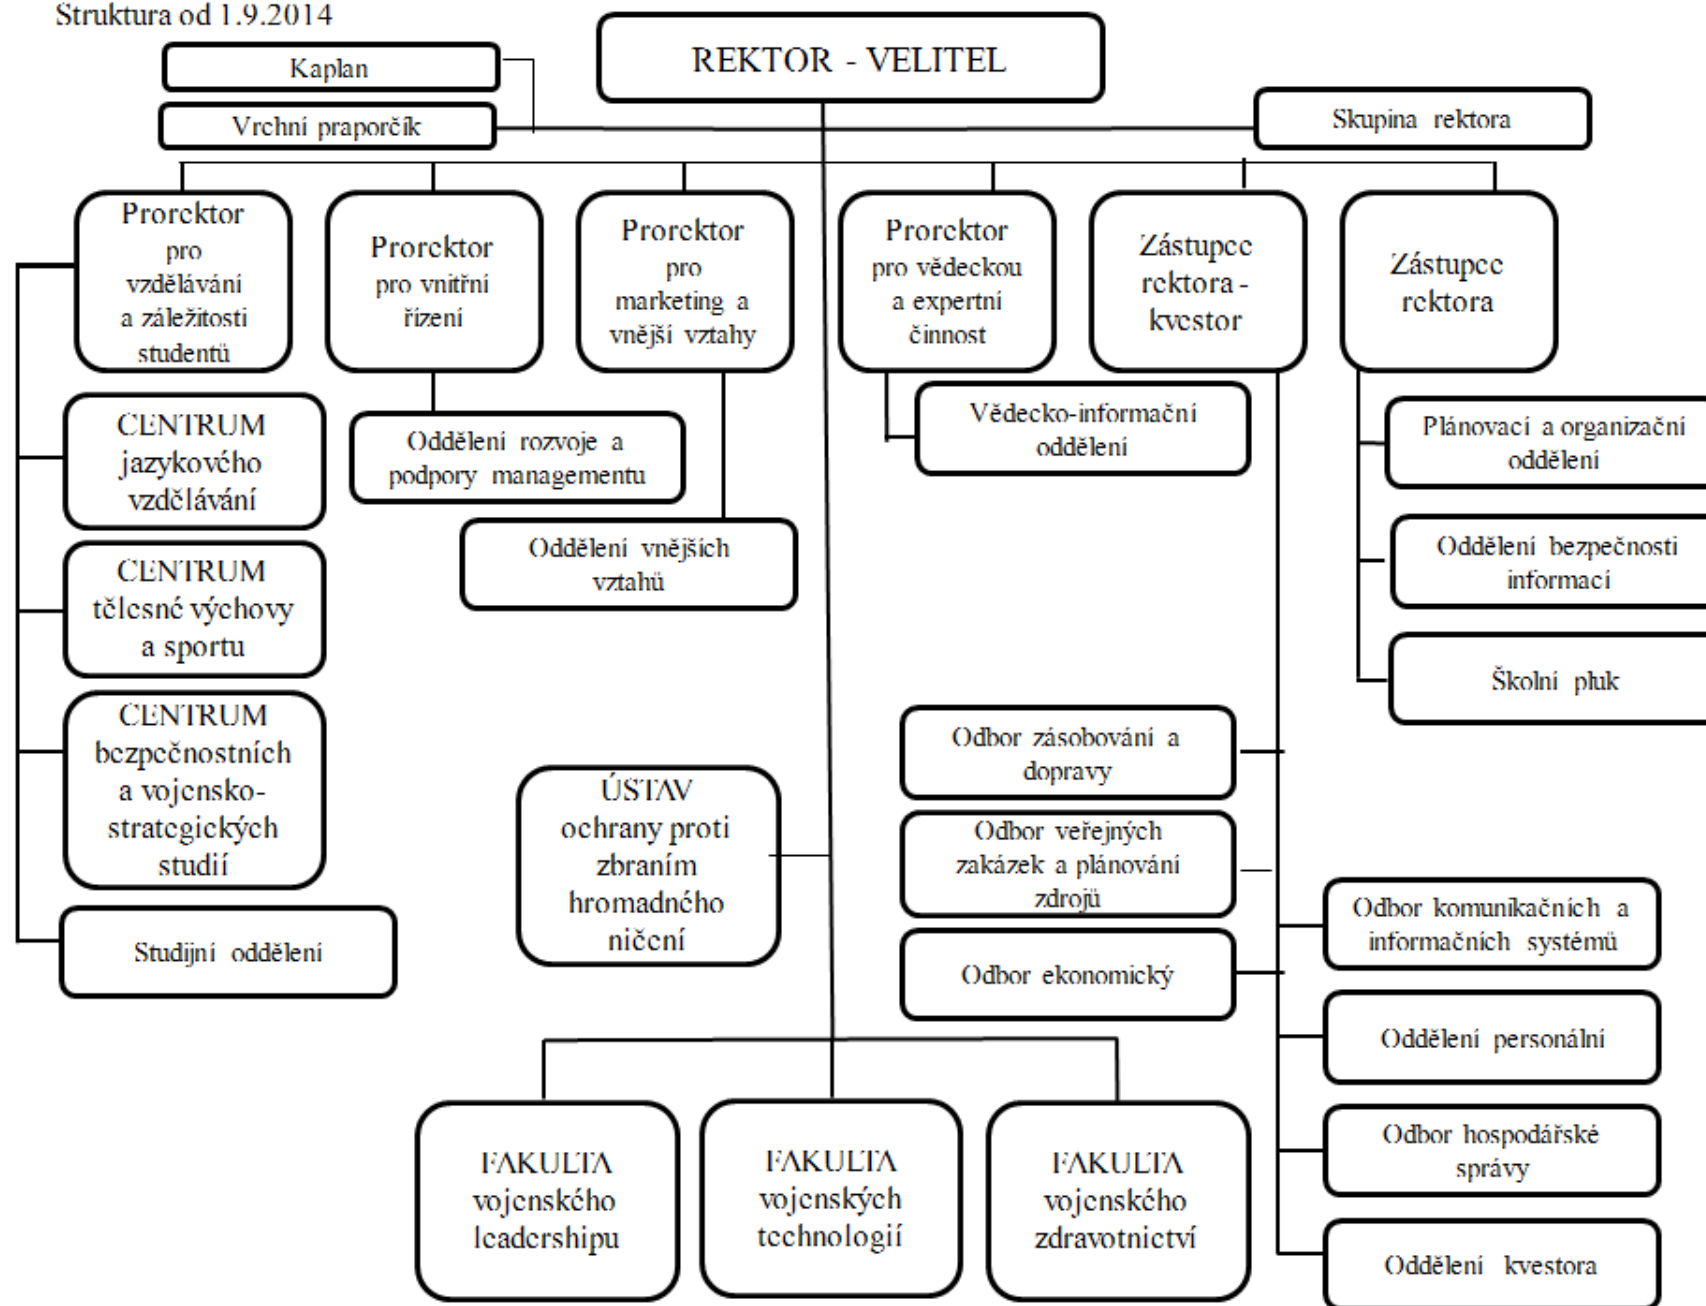 Struktura od 1.9.2014
REKTOR - VELITEL
Kaplan
Vrchní praporčík
Skupina rektora
Prorektor
pro
vzdělávání
a záležitosti
studentů
Prorektor
pro vnitřní
řízení
Prorektor
pro
marketing a
vnější vztahy
Prorektor
pro vědeckou
a expertní
činnost
Zástupce
rektora -
kvestor
Zástupce
rektora
CENTRUM
jazykového
vzdělávání
CENTRUM
tělesné výchovy
a sportu
CENTRUM
bezpečnostních
a vojensko-
strategických
studií
Studijní oddělení
Oddělení rozvoje a
podpory managementu
Oddělení vnějších
vztahů
Vědecko-informační
oddělení
Plánovací a organizační
oddělení
Oddělení bezpečnosti
informací
Školní pluk
ÚSTAV
ochrany proti
zbraním
hromadného
ničení
Odbor zásobování a
dopravy
Odbor veřejných
zakázek a plánování
zdrojů
Odbor ekonomický
Odbor komunikačních a
informačních systémů
Oddělení personální
Odbor hospodářské
správy
Oddělení kvestora
FAKULTA
vojenského
leadershipu
FAKULTA
vojenských
technologií
FAKULTA
vojenského
zdravotnictví